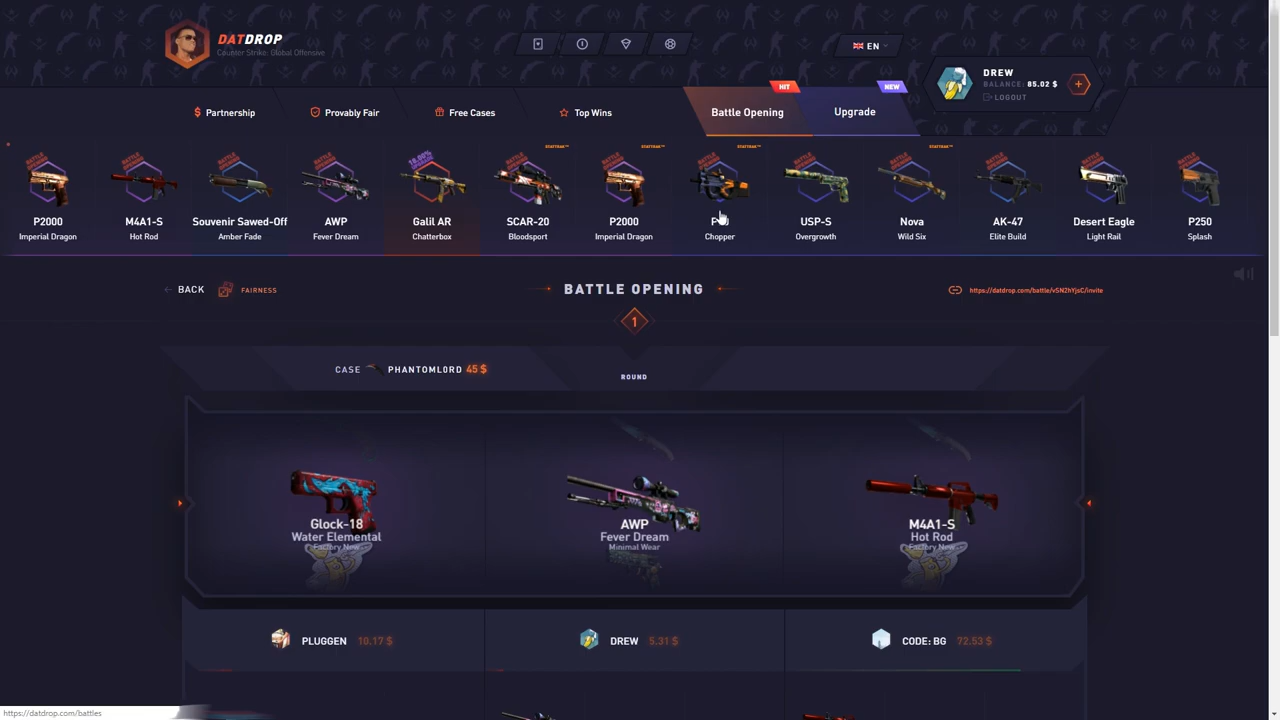 DATDROP
Counter Strike: Global Offensive
EN
DREW
BALANCE: 85.02 $
LOGOUT
HIT
NEW
Partnership
Provably Fair
Free Cases
Top Wins
Battle Opening
Upgrade
P2000
Imperial Dragon
M4A1-S
Hot Rod
Souvenir Sawed-Off
Amber Fade
AWP
Fever Dream
Galil AR
Chatterbox
SCAR-20
Bloodsport
P2000
Imperial Dragon
Chopper
USP-S
Overgrowth
Nova
Wild Six
AK-47
Elite Build
Desert Eagle
Light Rail
P250
Splash
BACK
FAIRNESS
BATTLE OPENING
https://datdrop.com/battle/vSN2hYjsC/invite
1
CASE PHANTOML0RD 45 $
ROUND
Glock-18
Water Elemental
Factory New
AWP
Fever Dream
Minimal Wear
M4A1-S
Hot Rod
Factory New
PLUGGEN 10.17 $
DREW 5.31 $
CODE: BG 72.53 $
https://datdrop.com/battles